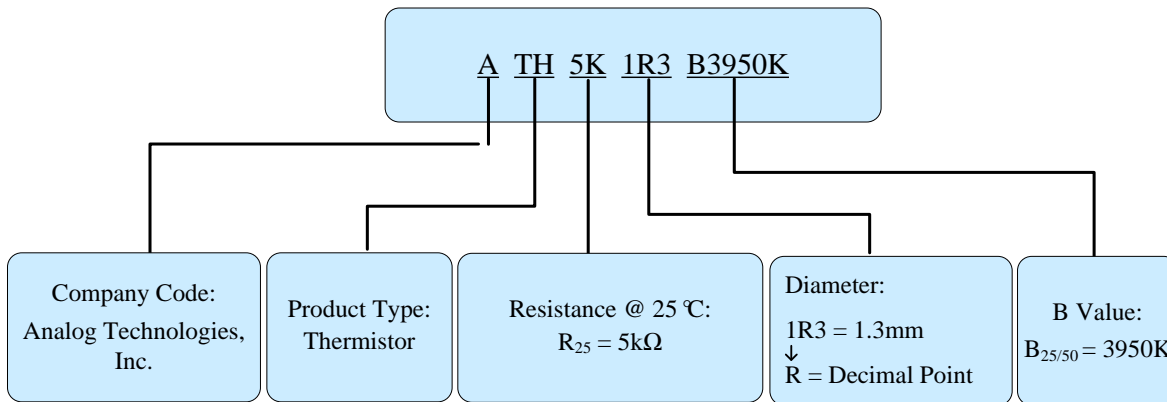 A TH 5K 1R3 B3950K
Company Code:
Analog Technologies,
Inc.
Product Type:
Thermistor
Resistance @ 25 ℃:
R₂₅ = 5kΩ
Diameter:
1R3 = 1.3mm
↓
R = Decimal Point
B Value:
B₂₅/₅₀ = 3950K